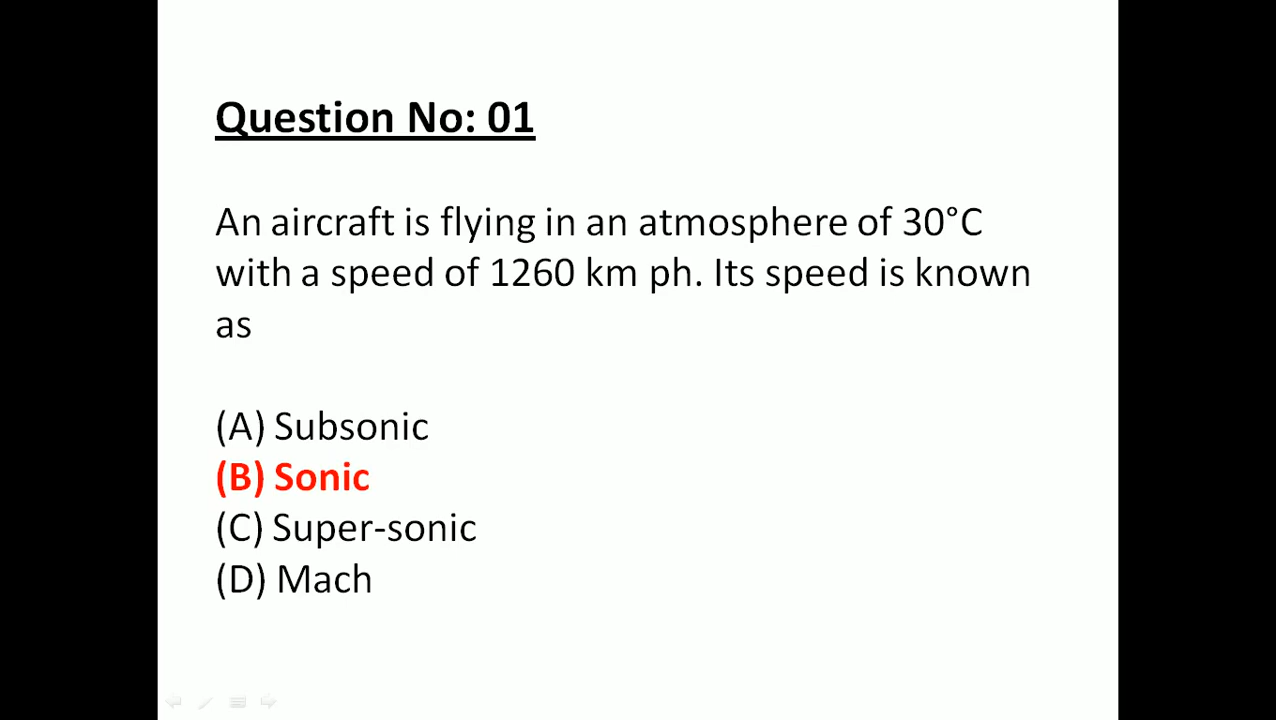 Question No: 01
An aircraft is flying in an atmosphere of 30°C
with a speed of 1260 km ph. Its speed is known
as
(A) Subsonic
(B) Sonic
(C) Super-sonic
(D) Mach